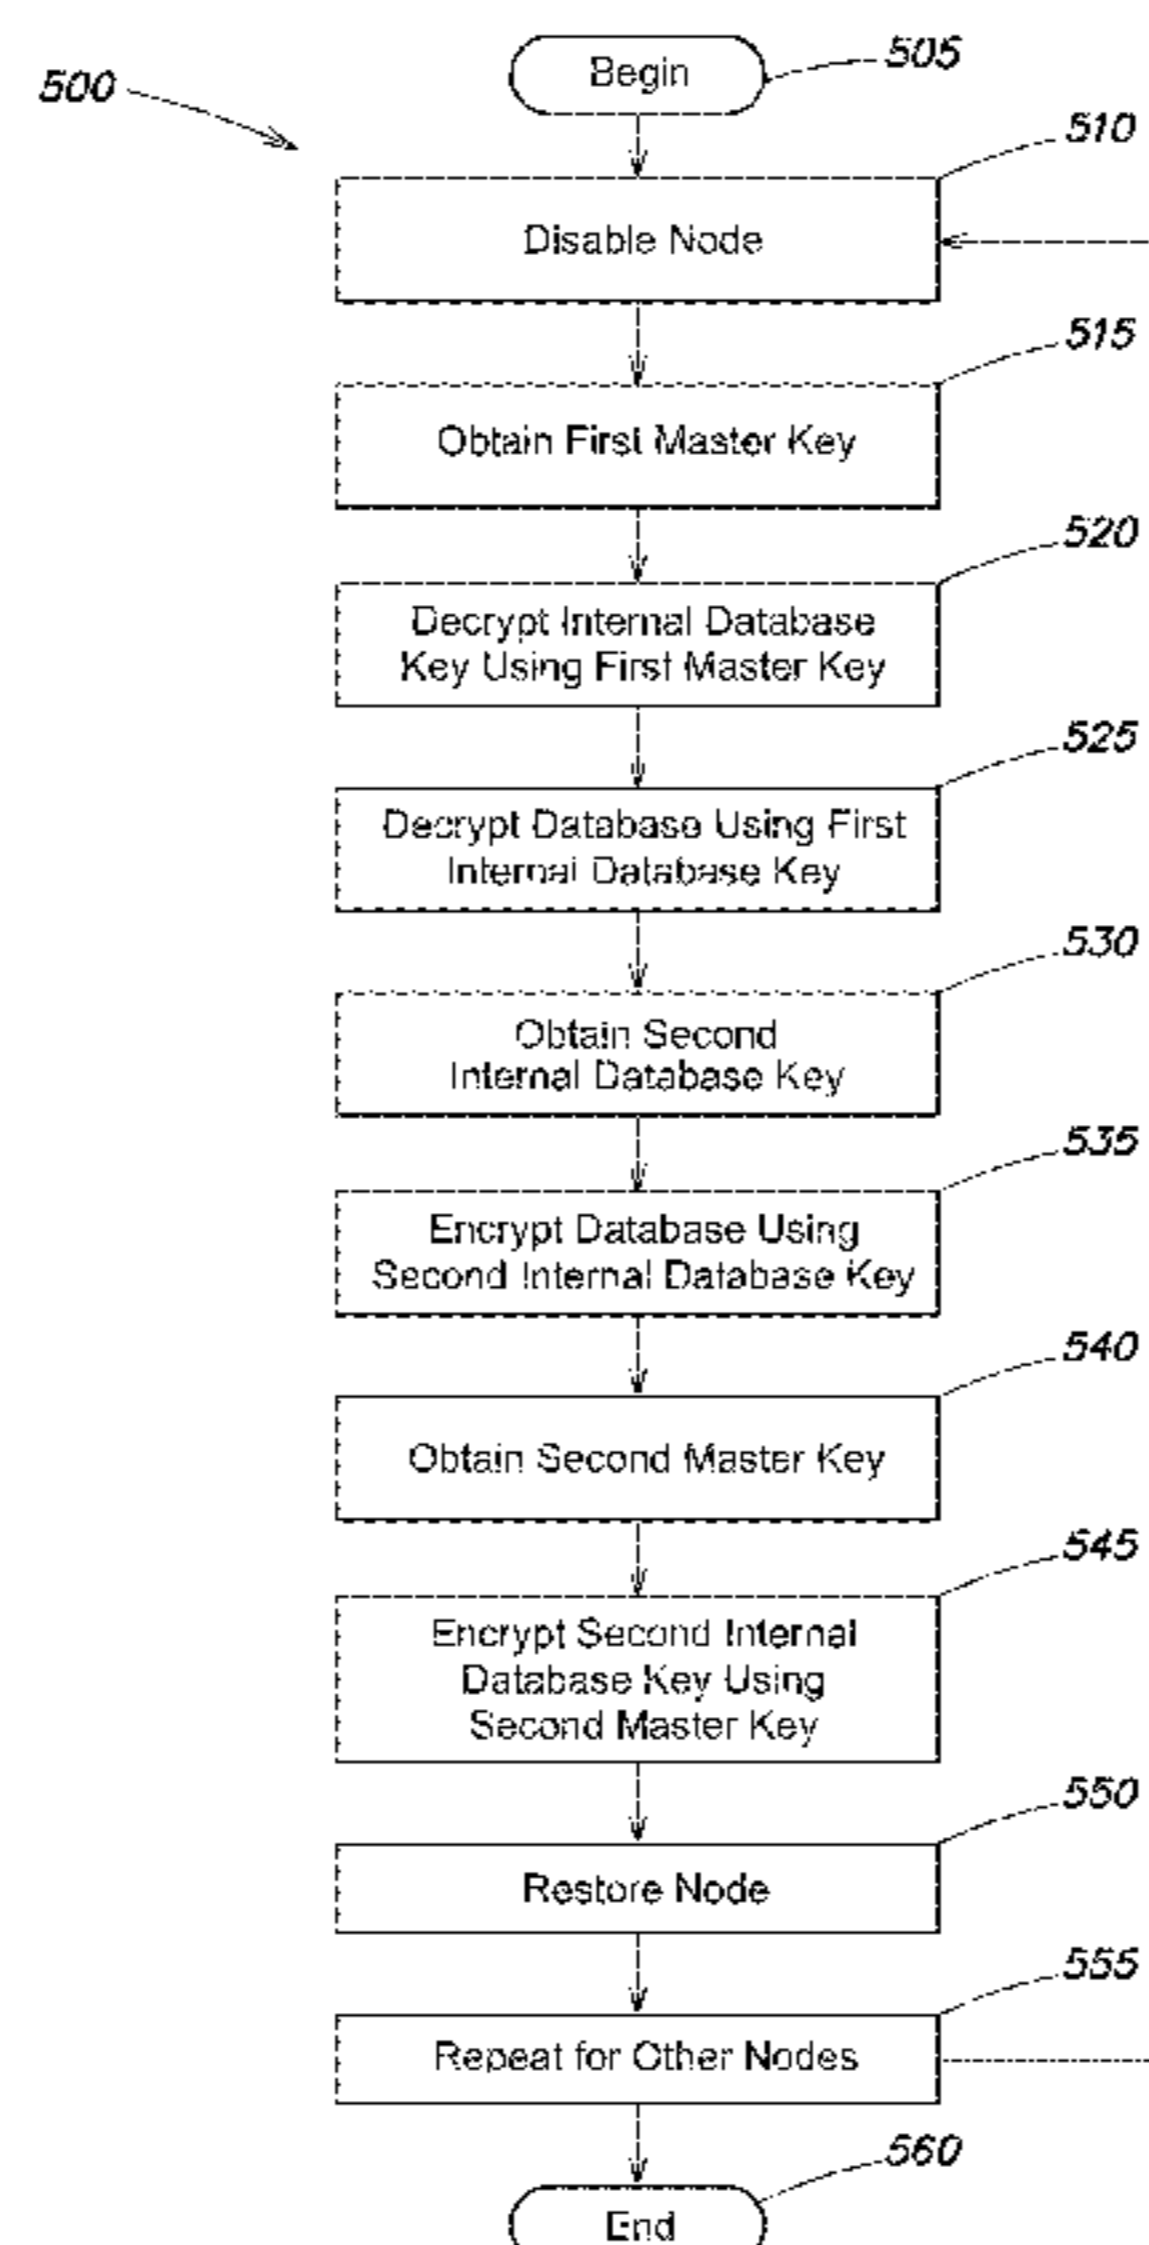 500
Begin
505
510
Disable Node
515
Obtain First Master Key
520
Decrypt Internal Database
Key Using First Master Key
525
Decrypt Database Using First
Internal Database Key
530
Obtain Second
Internal Database Key
535
Encrypt Database Using
Second Internal Database Key
540
Obtain Second Master Key
545
Encrypt Second Internal
Database Key Using
Second Master Key
550
Restore Node
555
Repeat for Other Nodes
560
End